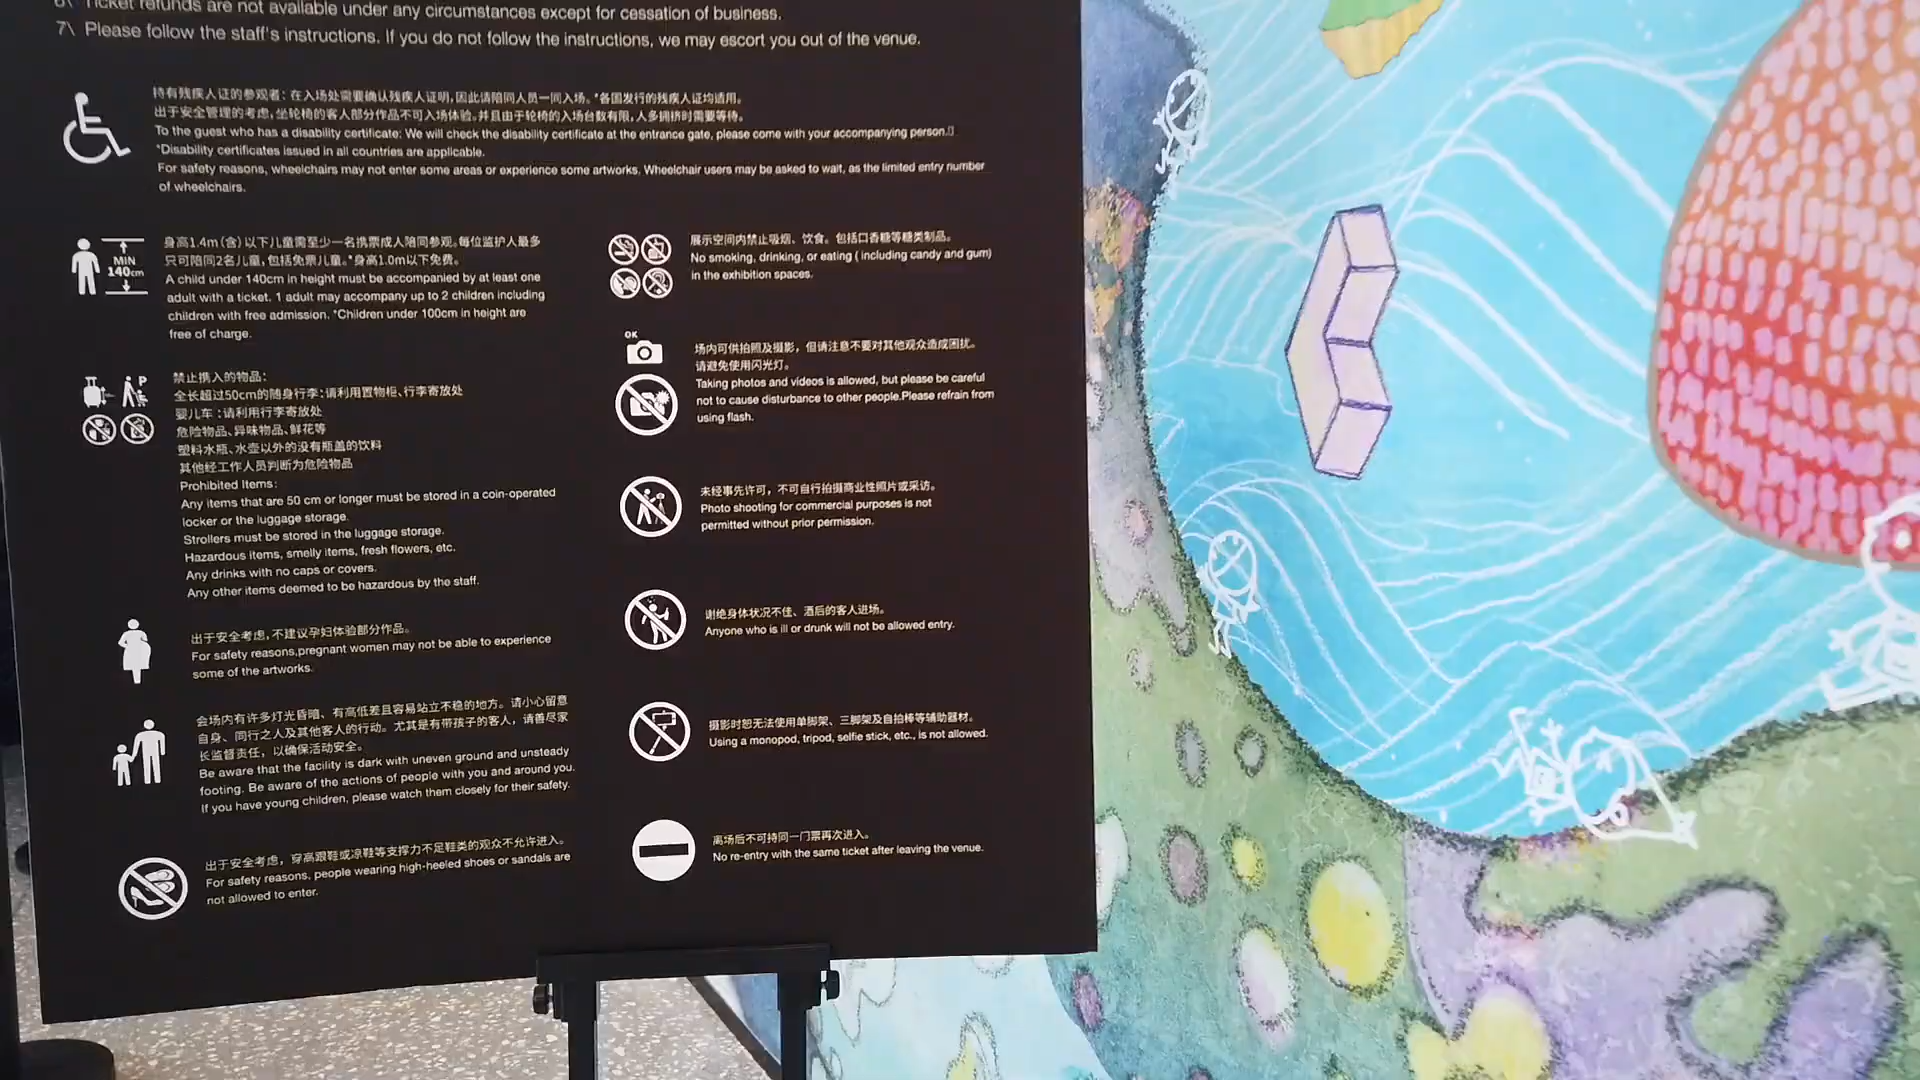 Ticket refunds are not available under any circumstances except for cessation of business.
7\ Please follow the staff's instructions. If you do not follow the instructions, we may escort you out of the venue.
持有残疾人证的参观者：在入场处需要确认残疾人证明,因此请陪同人员一同入场。*各国发行的残疾人证均适用。
出于安全管理的考虑,坐轮椅的客人部分作品不可入场体验。并且由于轮椅的入场台数有限,人多拥挤时需要等待。
To the guest who has a disability certificate: We will check the disability certificate at the entrance gate, please come with your accompanying person.
*Disability certificates issued in all countries are applicable.
For safety reasons, wheelchairs may not enter some areas or experience some artworks. Wheelchair users may be asked to wait, as the limited entry number
of wheelchairs.
MIN
140cm
身高1.4m(含)以下儿童需至少一名携票成人陪同参观。每位监护人最多
只可陪同2名儿童,包括免票儿童。*身高1.0m以下免费。
A child under 140cm in height must be accompanied by at least one
adult with a ticket. 1 adult may accompany up to 2 children including
children with free admission. *Children under 100cm in height are
free of charge.
P
禁止携入的物品：
全长超过50cm的随身行李：请利用置物柜、行李寄放处
婴儿车：请利用行李寄放处
危险物品、异味物品、鲜花等
塑料水瓶、水壶以外的没有瓶盖的饮料
其他经工作人员判断为危险物品
Prohibited Items:
Any items that are 50 cm or longer must be stored in a coin-operated
locker or the luggage storage.
Strollers must be stored in the luggage storage.
Hazardous items, smelly items, fresh flowers, etc.
Any drinks with no caps or covers.
Any other items deemed to be hazardous by the staff.
出于安全考虑,不建议孕妇体验部分作品。
For safety reasons,pregnant women may not be able to experience
some of the artworks.
会场内有许多灯光昏暗、有高低差且容易站立不稳的地方。请小心留意
自身、同行之人及其他客人的行动。尤其是有带孩子的客人，请善尽家
长监督责任，以确保活动安全。
Be aware that the facility is dark with uneven ground and unsteady
footing. Be aware of the actions of people with you and around you.
If you have young children, please watch them closely for their safety.
出于安全考虑，穿高跟鞋或凉鞋等支撑力不足鞋类的观众不允许进入。
For safety reasons, people wearing high-heeled shoes or sandals are
not allowed to enter.
展示空间内禁止吸烟、饮食。包括口香糖等糖类制品。
No smoking, drinking, or eating ( including candy and gum)
in the exhibition spaces.
OK
场内可供拍照及摄影，但请注意不要对其他观众造成困扰。
请避免使用闪光灯。
Taking photos and videos is allowed, but please be careful
not to cause disturbance to other people.Please refrain from
using flash.
未经事先许可，不可自行拍摄商业性照片或采访。
Photo shooting for commercial purposes is not
permitted without prior permission.
谢绝身体状况不佳、酒后的客人进场。
Anyone who is ill or drunk will not be allowed entry.
摄影时恕无法使用单脚架、三脚架及自拍棒等辅助器材。
Using a monopod, tripod, selfie stick, etc., is not allowed.
离场后不可持同一门票再次进入。
No re-entry with the same ticket after leaving the venue.